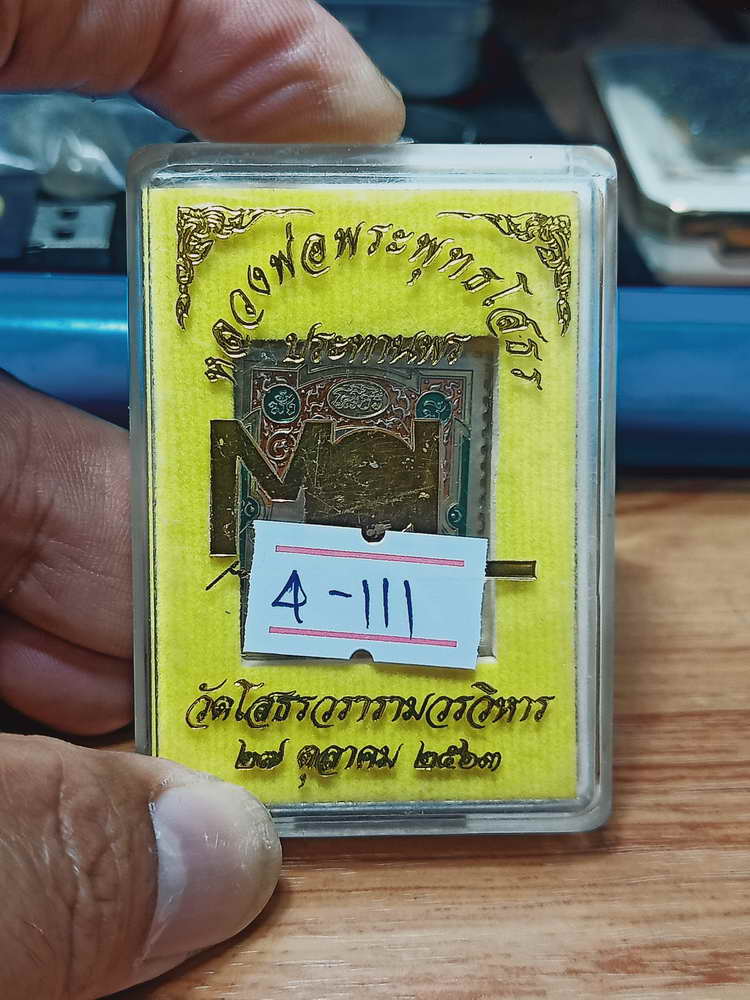 หลวงพ่อพระพุทธโสธร
ประทานพร
4-111
วัดโสธรวรารามวรวิหาร
๒๗ ตุลาคม ๒๕๖๓